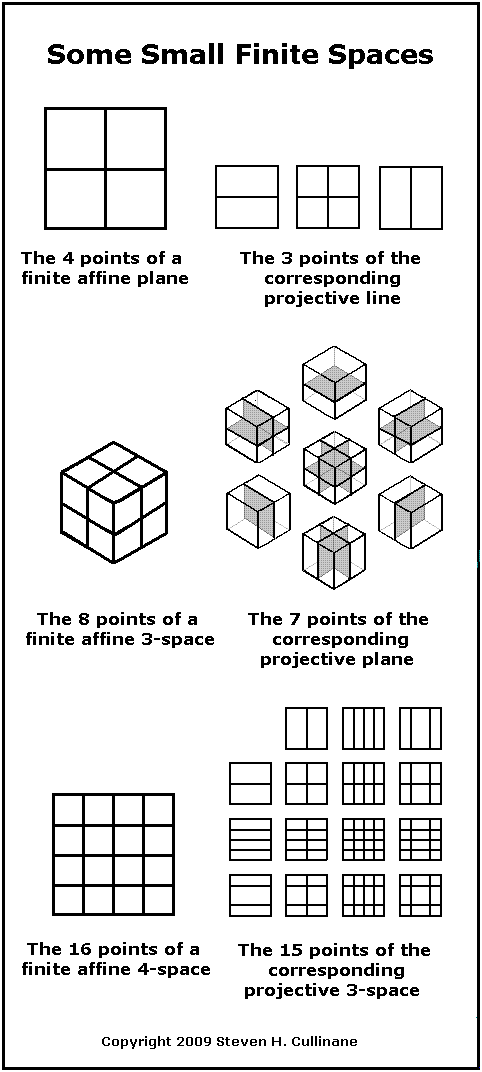 Some Small Finite Spaces
The 4 points of a
finite affine plane
The 3 points of the
corresponding
projective line
The 8 points of a
finite affine 3-space
The 7 points of the
corresponding
projective plane
The 16 points of a
finite affine 4-space
The 15 points of the
corresponding
projective 3-space
Copyright 2009 Steven H. Cullinane